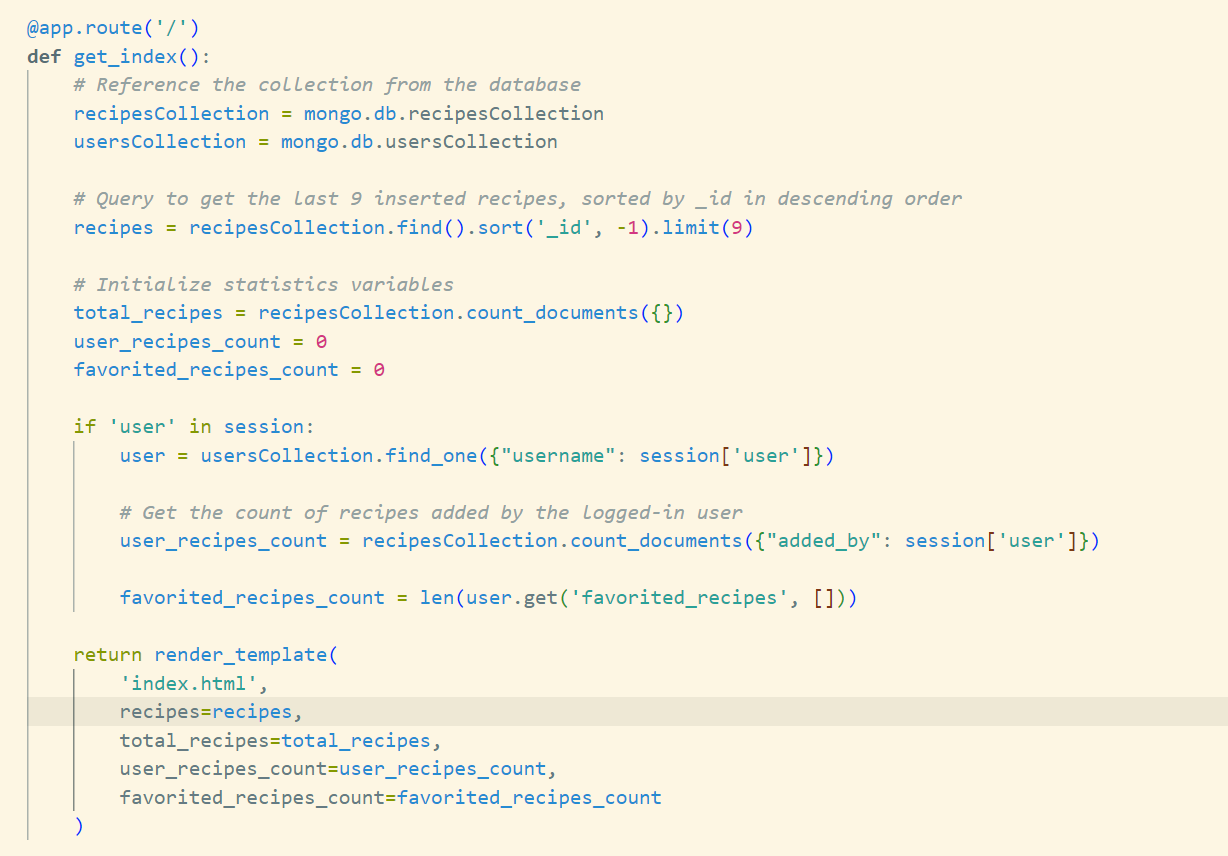 @app.route('/')
def get_index():
    # Reference the collection from the database
    recipesCollection = mongo.db.recipesCollection
    usersCollection = mongo.db.usersCollection

    # Query to get the last 9 inserted recipes, sorted by _id in descending order
    recipes = recipesCollection.find().sort('_id', -1).limit(9)

    # Initialize statistics variables
    total_recipes = recipesCollection.count_documents({})
    user_recipes_count = 0
    favorited_recipes_count = 0

    if 'user' in session:
        user = usersCollection.find_one({"username": session['user']})

        # Get the count of recipes added by the logged-in user
        user_recipes_count = recipesCollection.count_documents({"added_by": session['user']})

        favorited_recipes_count = len(user.get('favorited_recipes', []))

    return render_template(
        'index.html',
        recipes=recipes,
        total_recipes=total_recipes,
        user_recipes_count=user_recipes_count,
        favorited_recipes_count=favorited_recipes_count
    )